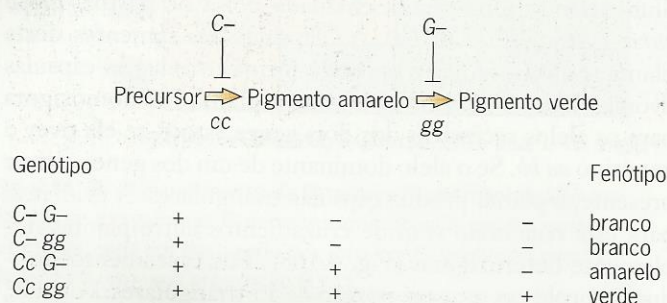 C– G–
Precursor Pigmento amarelo Pigmento verde
cc gg
Genótipo Fenótipo
C– G– + – – branco
C– gg + – – branco
Cc G– + + – amarelo
Cc gg + + + verde